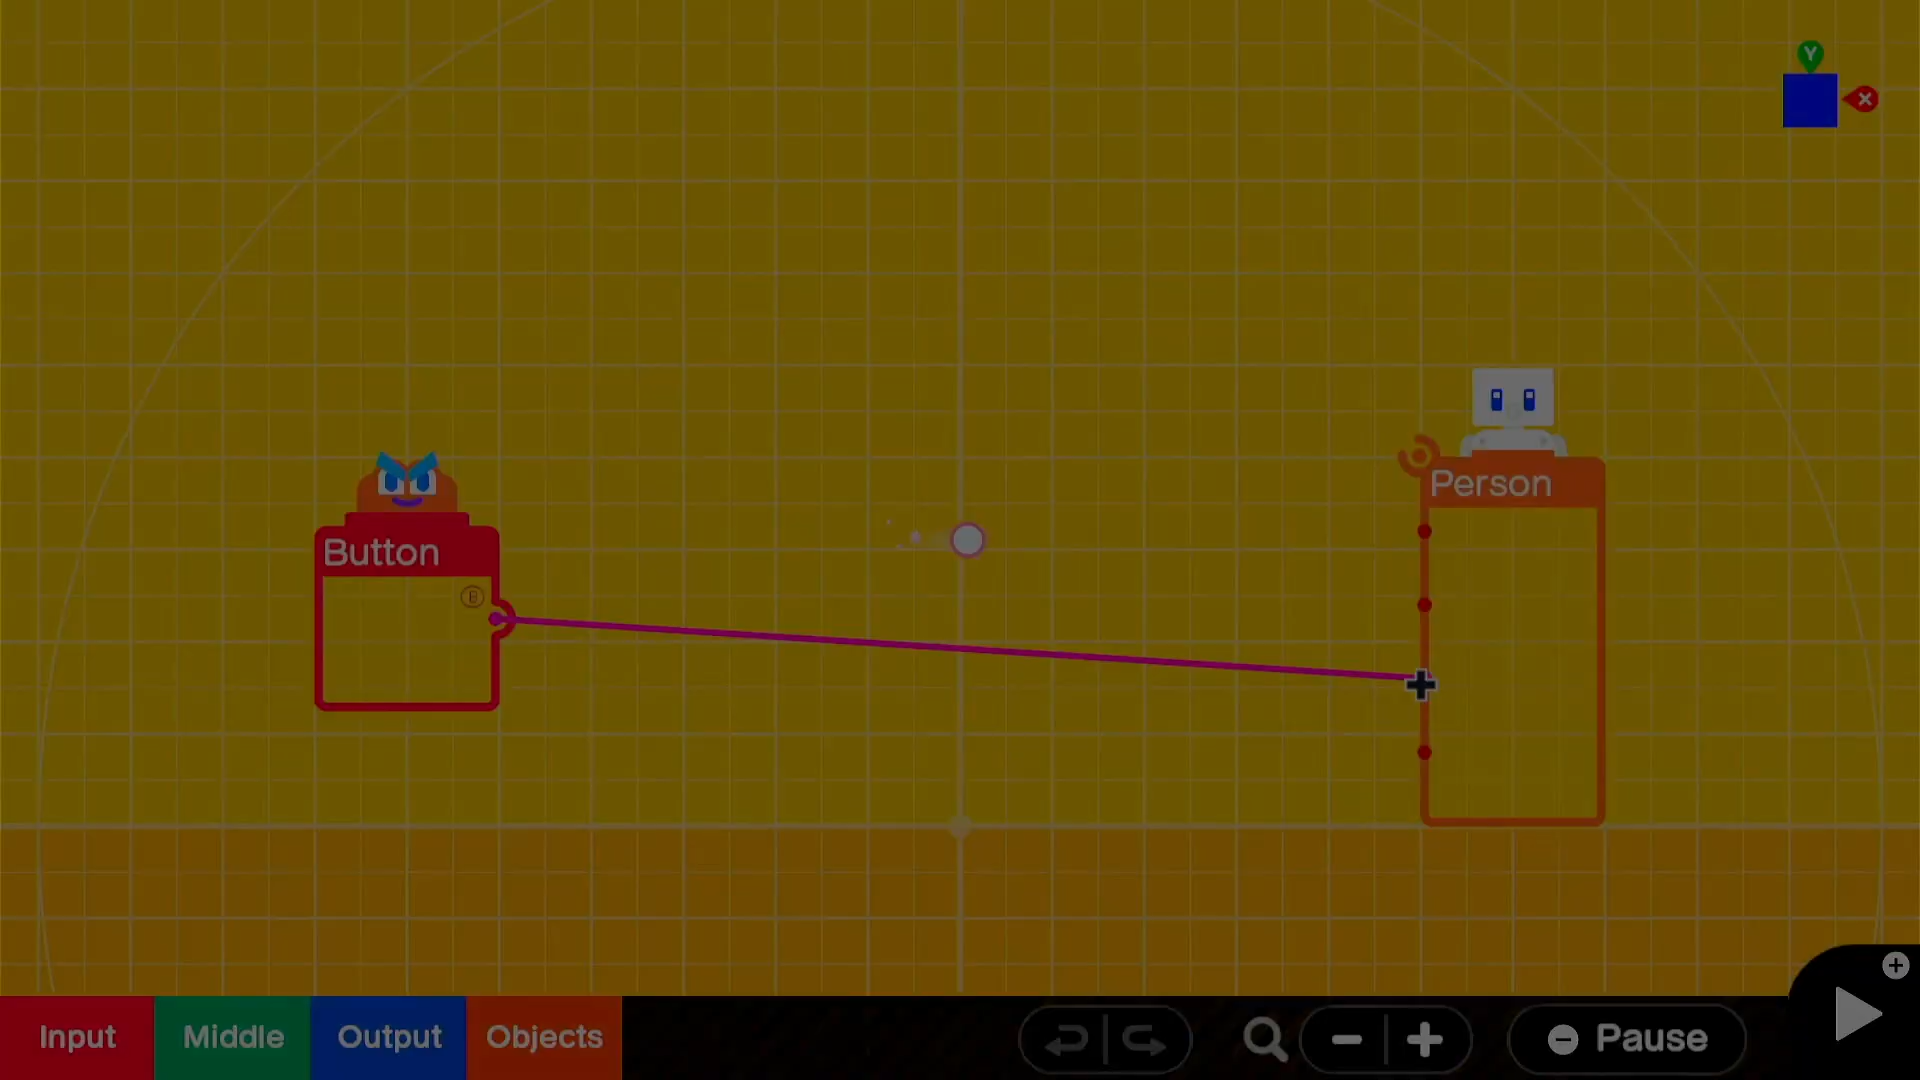 Y
X
Person
Button
B
Input
Middle
Output
Objects
Pause